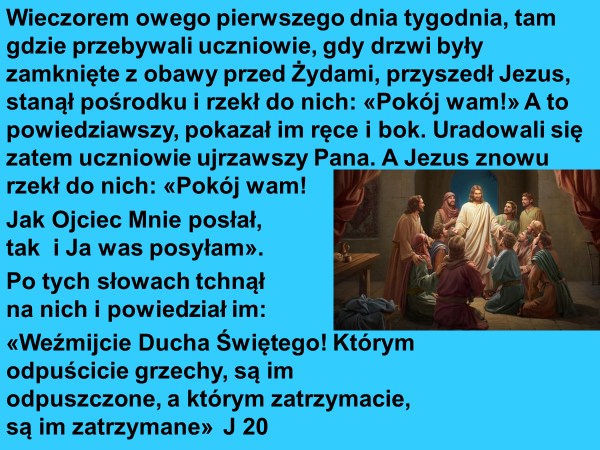 Wieczorem owego pierwszego dnia tygodnia, tam
gdzie przebywali uczniowie, gdy drzwi były
zamknięte z obawy przed Żydami, przyszedł Jezus,
stanął pośrodku i rzekł do nich: «Pokój wam!» A to
powiedziawszy, pokazał im ręce i bok. Uradowali się
zatem uczniowie ujrzawszy Pana. A Jezus znowu
rzekł do nich: «Pokój wam!
Jak Ojciec Mnie posłał,
tak i Ja was posyłam».
Po tych słowach tchnął
na nich i powiedział im:
«Weźmijcie Ducha Świętego! Którym
odpuścicie grzechy, są im
odpuszczone, a którym zatrzymacie,
są im zatrzymane» J 20